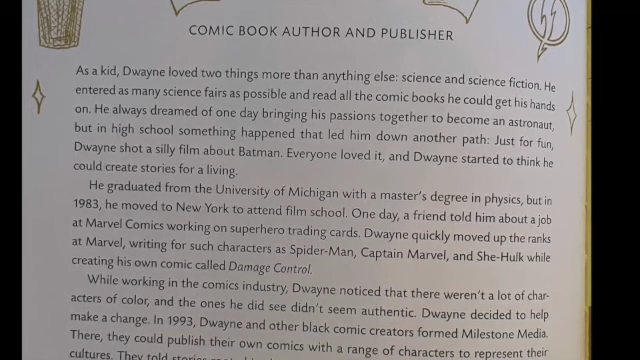 COMIC BOOK AUTHOR AND PUBLISHER
As a kid, Dwayne loved two things more than anything else: science and science fiction. He
entered as many science fairs as possible and read all the comic books he could get his hands
on. He always dreamed of one day bringing his passions together to become an astronaut,
but in high school something happened that led him down another path: Just for fun,
Dwayne shot a silly film about Batman. Everyone loved it, and Dwayne started to think he
could create stories for a living.
He graduated from the University of Michigan with a master's degree in physics, but in
1983, he moved to New York to attend film school. One day, a friend told him about a job
at Marvel Comics working on superhero trading cards. Dwayne quickly moved up the ranks
at Marvel, writing for such characters as Spider-Man, Captain Marvel, and She-Hulk while
creating his own comic called Damage Control.
While working in the comics industry, Dwayne noticed that there weren't a lot of char-
acters of color, and the ones he did see didn't seem authentic. Dwayne decided to help
make a change. In 1993, Dwayne and other black comic creators formed Milestone Media.
There, they could publish their own comics with a range of characters to represent their
cultures. They told stories